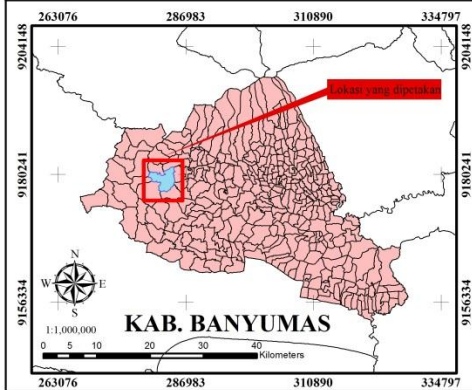 263076 286983 310890 334797
9204148 9204148
Lokasi yang dipetakan
9180241 9180241
N
W E
S
9156334 9156334
1:1,000,000
KAB. BANYUMAS
0 5 10 20 30 40
Kilometers
263076 286983 310890 334797